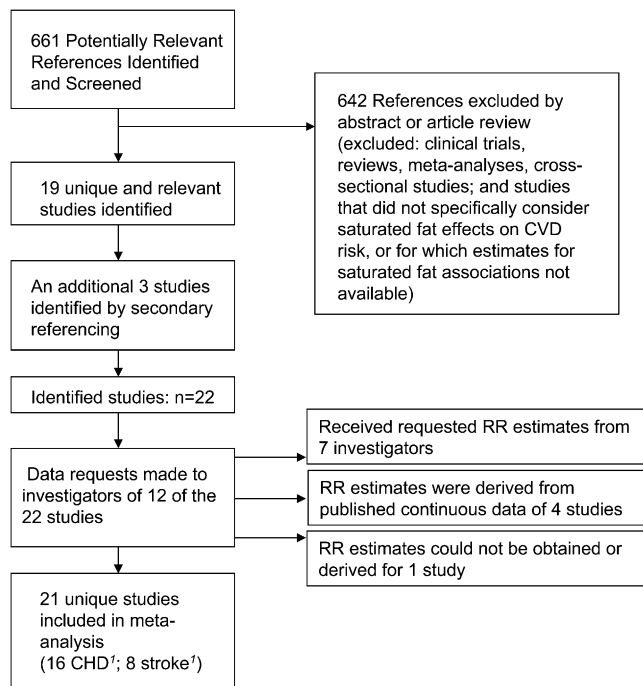 661 Potentially Relevant
References Identified
and Screened
642 References excluded by
abstract or article review
(excluded: clinical trials,
reviews, meta-analyses, cross-
sectional studies; and studies
that did not specifically consider
saturated fat effects on CVD
risk, or for which estimates for
saturated fat associations not
available)
19 unique and relevant
studies identified
An additional 3 studies
identified by secondary
referencing
Identified studies: n=22
Data requests made to
investigators of 12 of the
22 studies
Received requested RR estimates from
7 investigators
RR estimates were derived from
published continuous data of 4 studies
RR estimates could not be obtained or
derived for 1 study
21 unique studies
included in meta-
analysis
(16 CHD¹; 8 stroke¹)